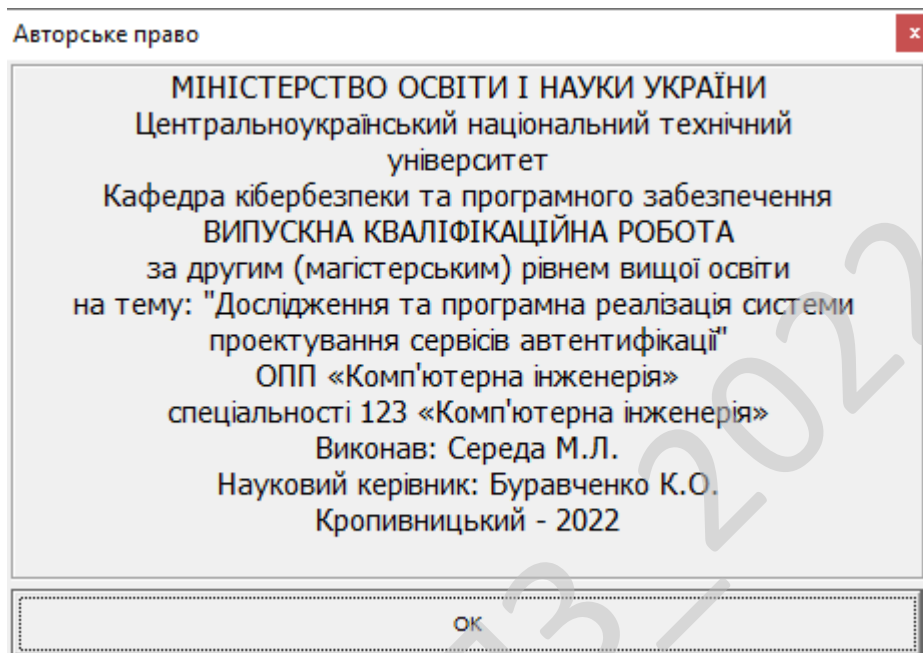 Авторське право
x
МІНІСТЕРСТВО ОСВІТИ І НАУКИ УКРАЇНИ
Центральноукраїнський національний технічний
університет
Кафедра кібербезпеки та програмного забезпечення
ВИПУСКНА КВАЛІФІКАЦІЙНА РОБОТА
за другим (магістерським) рівнем вищої освіти
на тему: "Дослідження та програмна реалізація системи
проектування сервісів автентифікації"
ОПП «Комп'ютерна інженерія»
спеціальності 123 «Комп'ютерна інженерія»
Виконав: Середа М.Л.
Науковий керівник: Буравченко К.О.
Кропивницький - 2022
ОК